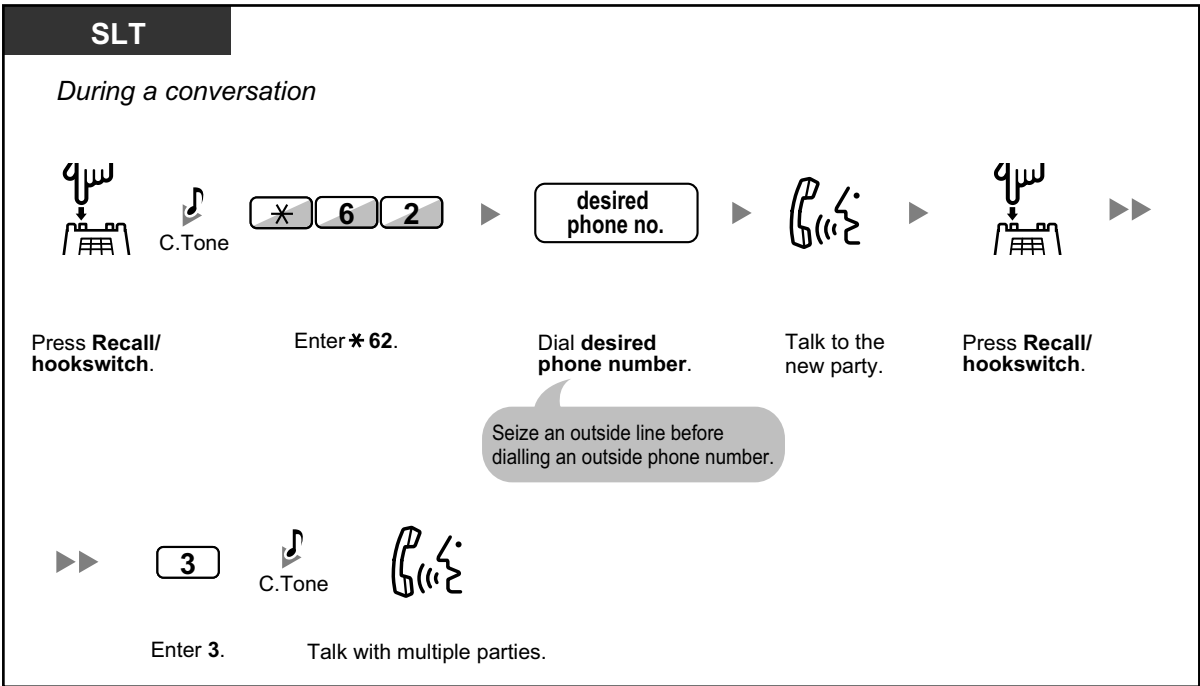 SLT
During a conversation
C.Tone
* 6 2
desired
phone no.
Press Recall/
hookswitch.
Enter * 62.
Dial desired
phone number.
Talk to the
new party.
Press Recall/
hookswitch.
Seize an outside line before
dialling an outside phone number.
3
C.Tone
Enter 3.
Talk with multiple parties.